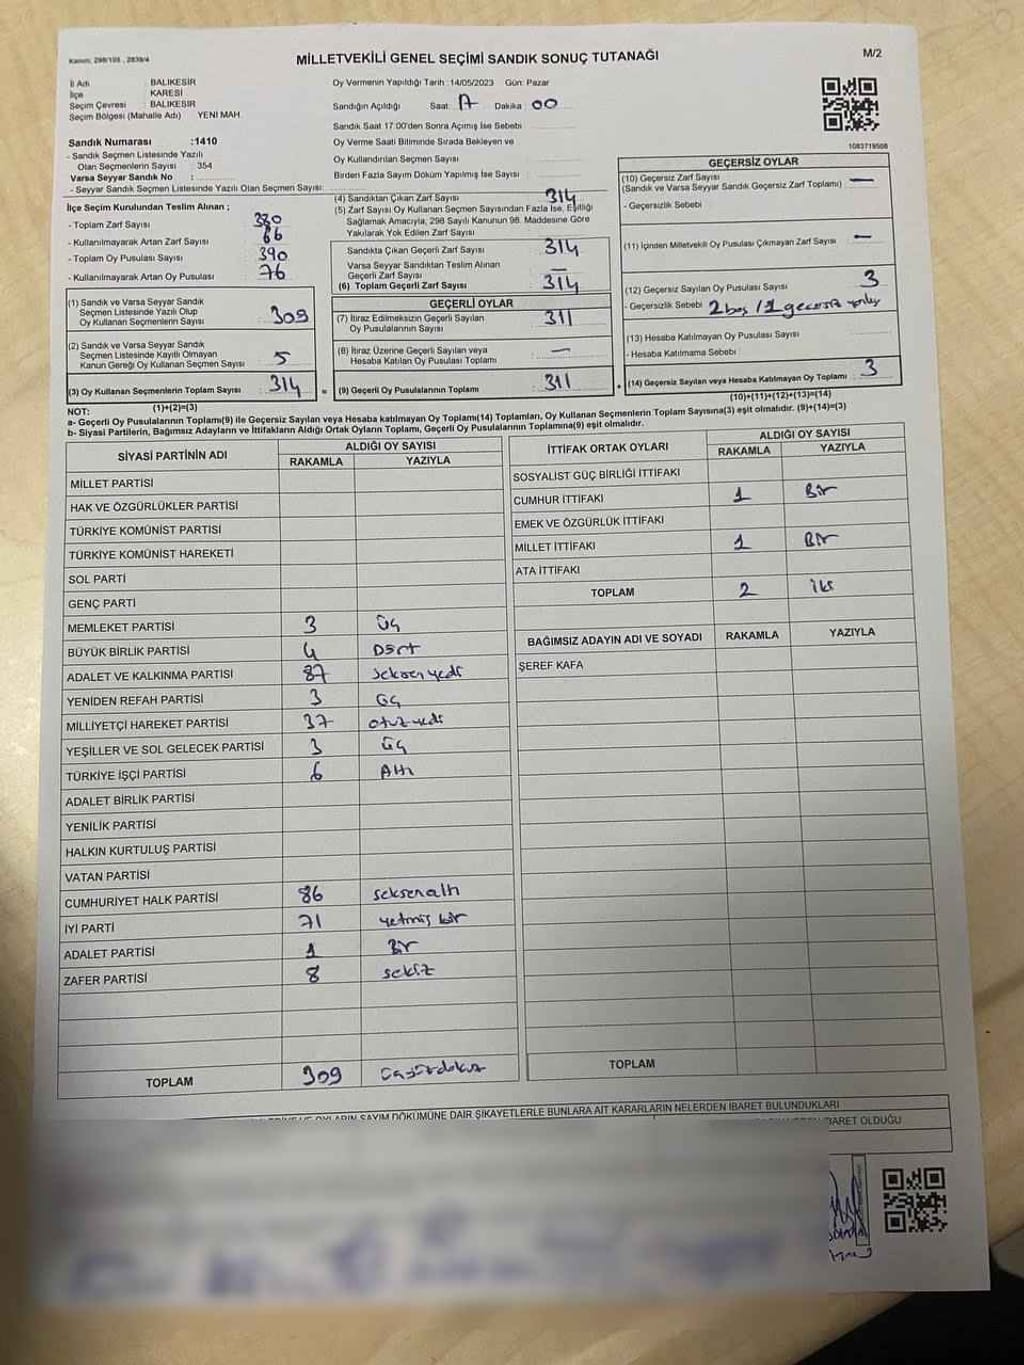 Kanun: 298/105 , 2839/4
MİLLETVEKİLİ GENEL SEÇİMİ SANDIK SONUÇ TUTANAĞI
M/2
İl Adı : BALIKESİR
İlçe : KARESİ
Seçim Çevresi : BALIKESİR
Seçim Bölgesi (Mahalle Adı) YENİ MAH.
Sandık Numarası :1410
- Sandık Seçmen Listesinde Yazılı
Olan Seçmenlerin Sayısı : 354
Varsa Seyyar Sandık No :
- Seyyar Sandık Seçmen Listesinde Yazılı Olan Seçmen Sayısı:
Oy Vermenin Yapıldığı Tarih :14/05/2023 Gün: Pazar
Sandığın Açıldığı Saat: 17 Dakika: 00
Sandık Saat 17:00'den Sonra Açımış İse Sebebi
Oy Verme Saati Bitiminde Sırada Bekleyen ve
Oy Kullandırılan Seçmen Sayısı
Birden Fazla Sayım Döküm Yapılmış İse Sayısı
1083719508
İlçe Seçim Kurulundan Teslim Alınan ;
- Toplam Zarf Sayısı : 380
- Kullanılmayarak Artan Zarf Sayısı : 66
- Toplam Oy Pusulası Sayısı : 390
- Kullanılmayarak Artan Oy Pusulası : 76
(1) Sandık ve Varsa Seyyar Sandık
Seçmen Listesinde Yazılı Olup
Oy Kullanan Seçmenlerin Sayısı : 309
(2) Sandık ve Varsa Seyyar Sandık
Seçmen Listesinde Kayıtlı Olmayan
Kanun Gereği Oy Kullanan Seçmen Sayısı : 5
(3) Oy Kullanan Seçmenlerin Toplam Sayısı : 314
(1)+(2)=(3)
(4) Sandıktan Çıkan Zarf Sayısı 314
(5) Zarf Sayısı Oy Kullanan Seçmen Sayısından Fazla İse, Eşitliği
Sağlamak Amacıyla, 298 Sayılı Kanunun 98. Maddesine Göre
Yakılarak Yok Edilen Zarf Sayısı
Sandıkta Çıkan Geçerli Zarf Sayısı : 314
Varsa Seyyar Sandıktan Teslim Alınan
Geçerli Zarf Sayısı : —
(6) Toplam Geçerli Zarf Sayısı : 314
GEÇERLİ OYLAR
(7) İtiraz Edilmeksizin Geçerli Sayılan
Oy Pusulalarının Sayısı : 311
(8) İtiraz Üzerine Geçerli Sayılan veya
Hesaba Katılan Oy Pusulası Toplamı : —
= (9) Geçerli Oy Pusulalarının Toplamı : 311
GEÇERSİZ OYLAR
(10) Geçersiz Zarf Sayısı : —
(Sandık ve Varsa Seyyar Sandık Geçersiz Zarf Toplamı)
- Geçersizlik Sebebi
(11) İçinden Milletvekili Oy Pusulası Çıkmayan Zarf Sayısı : —
(12) Geçersiz Sayılan Oy Pusulası Sayısı : 3
- Geçersizlik Sebebi : 2 boş / 1 geçersiz
(13) Hesaba Katılmayan Oy Pusulası Sayısı
- Hesaba Katılmama Sebebi :
+ (14) Geçersiz Sayılan veya Hesaba Katılmayan Oy Toplamı : 3
(10)+(11)+(12)+(13)=(14)
NOT:
a- Geçerli Oy Pusulalarının Toplamı(9) ile Geçersiz Sayılan veya Hesaba katılmayan Oy Toplamı(14) Toplamları, Oy Kullanan Seçmenlerin Toplam Sayısına(3) eşit olmalıdır. (9)+(14)=(3)
b- Siyasi Partilerin, Bağımsız Adayların ve İttifakların Aldığı Ortak Oyların Toplamı, Geçerli Oy Pusulalarının Toplamına(9) eşit olmalıdır.
SİYASİ PARTİNİN ADI ALDIĞI OY SAYISI
RAKAMLA YAZIYLA
MİLLET PARTİSİ
HAK VE ÖZGÜRLÜKLER PARTİSİ
TÜRKİYE KOMÜNİST PARTİSİ
TÜRKİYE KOMÜNİST HAREKETİ
SOL PARTİ
GENÇ PARTİ
MEMLEKET PARTİSİ 3 üç
BÜYÜK BİRLİK PARTİSİ 4 Dört
ADALET VE KALKINMA PARTİSİ 87 seksen yedi
YENİDEN REFAH PARTİSİ 3 üç
MİLLİYETÇİ HAREKET PARTİSİ 37 otuz yedi
YEŞİLLER VE SOL GELECEK PARTİSİ 3 üç
TÜRKİYE İŞÇİ PARTİSİ 6 Altı
ADALET BİRLİK PARTİSİ
YENİLİK PARTİSİ
HALKIN KURTULUŞ PARTİSİ
VATAN PARTİSİ
CUMHURİYET HALK PARTİSİ 86 seksen altı
İYİ PARTİ 71 yetmiş bir
ADALET PARTİSİ 1 Bir
ZAFER PARTİSİ 8 sekiz
TOPLAM 309 üçyüzdokuz
İTTİFAK ORTAK OYLARI ALDIĞI OY SAYISI
RAKAMLA YAZIYLA
SOSYALIST GÜÇ BİRLİĞİ İTTİFAKI
CUMHUR İTTİFAKI 1 Bir
EMEK VE ÖZGÜRLÜK İTTİFAKI
MİLLET İTTİFAKI 1 Bir
ATA İTTİFAKI
TOPLAM 2 iki
BAĞIMSIZ ADAYIN ADI VE SOYADI RAKAMLA YAZIYLA
ŞEREF KAFA
TOPLAM
OYLARIN SAYIM DÖKÜMÜNE DAİR ŞİKAYETLERLE BUNLARA AİT KARARLARIN NELERDEN İBARET BULUNDUKLARI
İBARET OLDUĞU